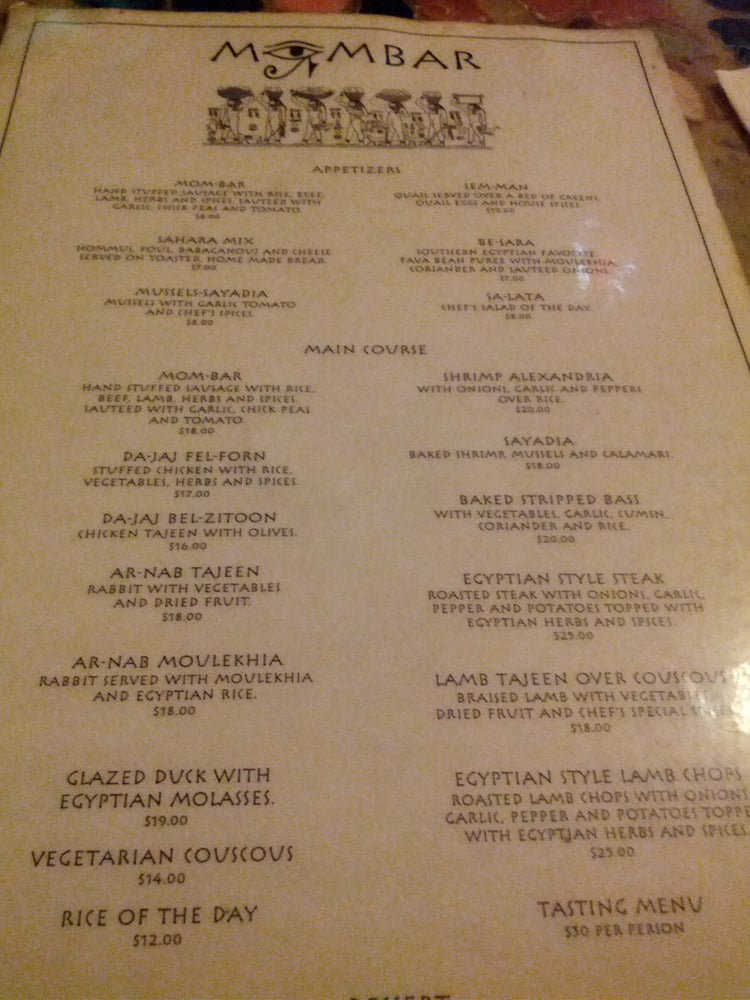 MOMBAR
APPETIZERS
MOM-BAR
HAND STUFFED SAUSAGE WITH RICE, BEEF,
LAMB, HERBS AND SPICES. SAUTEED WITH
GARLIC, CHICK PEAS AND TOMATO.
$8.00
SAHARA MIX
HOMMUS, FOUL, BABAGANOUJ AND CHEESE
SERVED ON TOASTED, HOME MADE BREAD.
$7.00
MUSSELS-SAYADIA
MUSSELS WITH GARLIC TOMATO
AND CHEF'S SPICES.
$8.00
SEM-MAN
QUAIL SERVED OVER A BED OF GREENS,
QUAIL EGGS AND HOUSE SPICES.
$10.00
BE-SARA
SOUTHERN EGYPTIAN FAVORITE
FAVA BEAN PUREE WITH MOULEKHIA,
CORIANDER AND SAUTEED ONIONS.
$7.00
SA-LATA
CHEF'S SALAD OF THE DAY.
$8.00
MAIN COURSE
MOM-BAR
HAND STUFFED SAUSAGE WITH RICE,
BEEF, LAMB, HERBS AND SPICES.
SAUTEED WITH GARLIC, CHICK PEAS
AND TOMATO.
$18.00
DA-JAJ FEL-FORN
STUFFED CHICKEN WITH RICE,
VEGETABLES, HERBS AND SPICES.
$17.00
DA-JAJ BEL-ZITOON
CHICKEN TAJEEN WITH OLIVES.
$16.00
AR-NAB TAJEEN
RABBIT WITH VEGETABLES
AND DRIED FRUIT.
$18.00
AR-NAB MOULEKHIA
RABBIT SERVED WITH MOULEKHIA
AND EGYPTIAN RICE.
$18.00
GLAZED DUCK WITH
EGYPTIAN MOLASSES.
$19.00
VEGETARIAN COUSCOUS
$14.00
RICE OF THE DAY
$12.00
SHRIMP ALEXANDRIA
WITH ONIONS, GARLIC AND PEPPERS
OVER RICE.
$20.00
SAYADIA
BAKED SHRIMP, MUSSELS AND CALAMARI.
$18.00
BAKED STRIPPED BASS
WITH VEGETABLES, GARLIC, CUMIN,
CORIANDER AND RICE.
$20.00
EGYPTIAN STYLE STEAK
ROASTED STEAK WITH ONIONS, GARLIC,
PEPPER AND POTATOES TOPPED WITH
EGYPTIAN HERBS AND SPICES.
$25.00
LAMB TAJEEN OVER COUSCOUS
BRAISED LAMB WITH VEGETABLES,
DRIED FRUIT AND CHEF'S SPECIAL SPICES
$18.00
EGYPTIAN STYLE LAMB CHOPS
ROASTED LAMB CHOPS WITH ONIONS
GARLIC, PEPPER AND POTATOES TOPPE
WITH EGYPTIAN HERBS AND SPICES.
$25.00
TASTING MENU
$30 PER PERSON
DESSERT